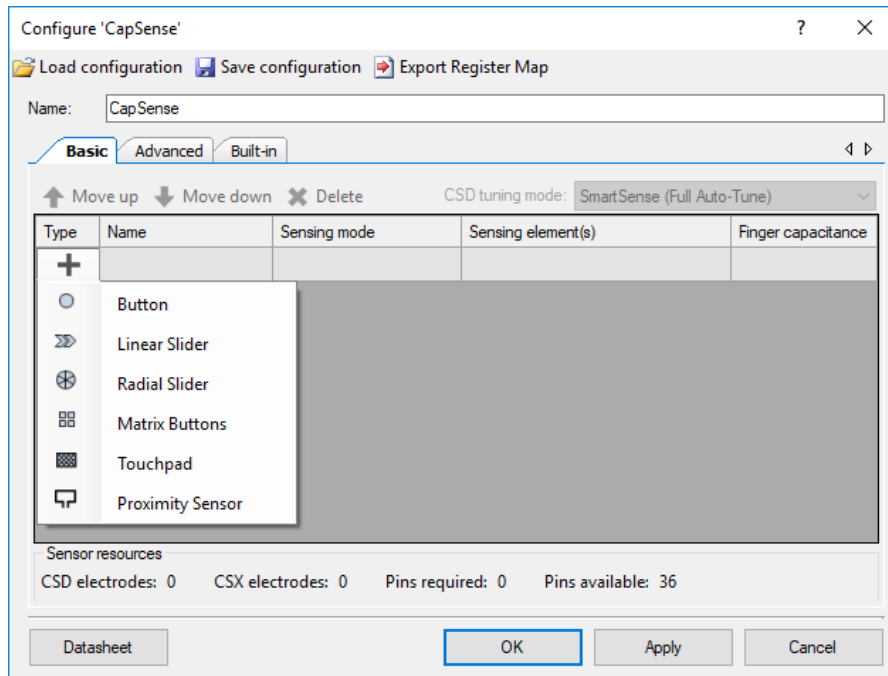 Configure 'CapSense' ?
Load configuration Save configuration Export Register Map
Name: CapSense
Basic Advanced Built-in
Move up Move down Delete CSD tuning mode: SmartSense (Full Auto-Tune)
Type Name Sensing mode Sensing element(s) Finger capacitance
Button
Linear Slider
Radial Slider
Matrix Buttons
Touchpad
Proximity Sensor
Sensor resources
CSD electrodes: 0 CSX electrodes: 0 Pins required: 0 Pins available: 36
Datasheet OK Apply Cancel